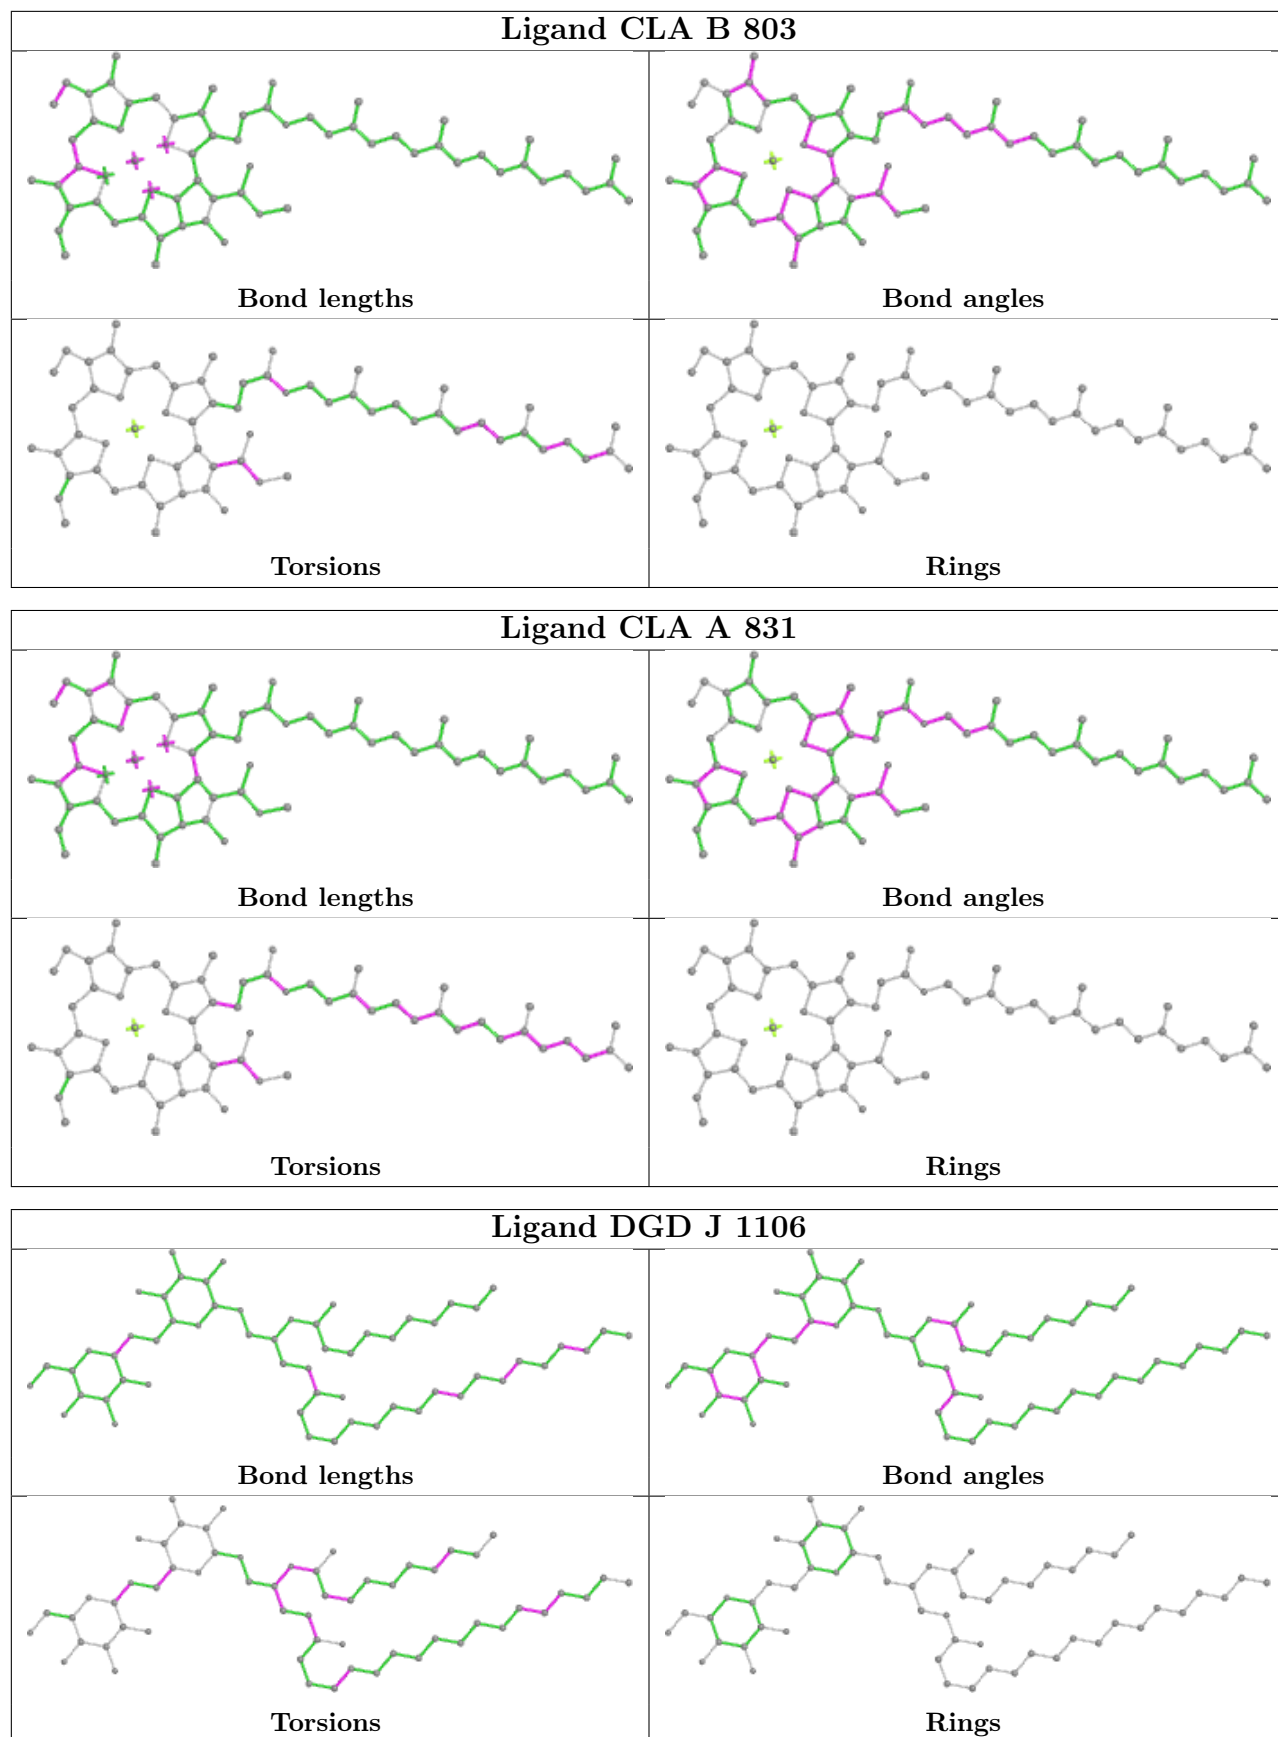 Ligand CLA B 803
Bond lengths
Bond angles
Torsions
Rings
Ligand CLA A 831
Bond lengths
Bond angles
Torsions
Rings
Ligand DGD J 1106
Bond lengths
Bond angles
Torsions
Rings